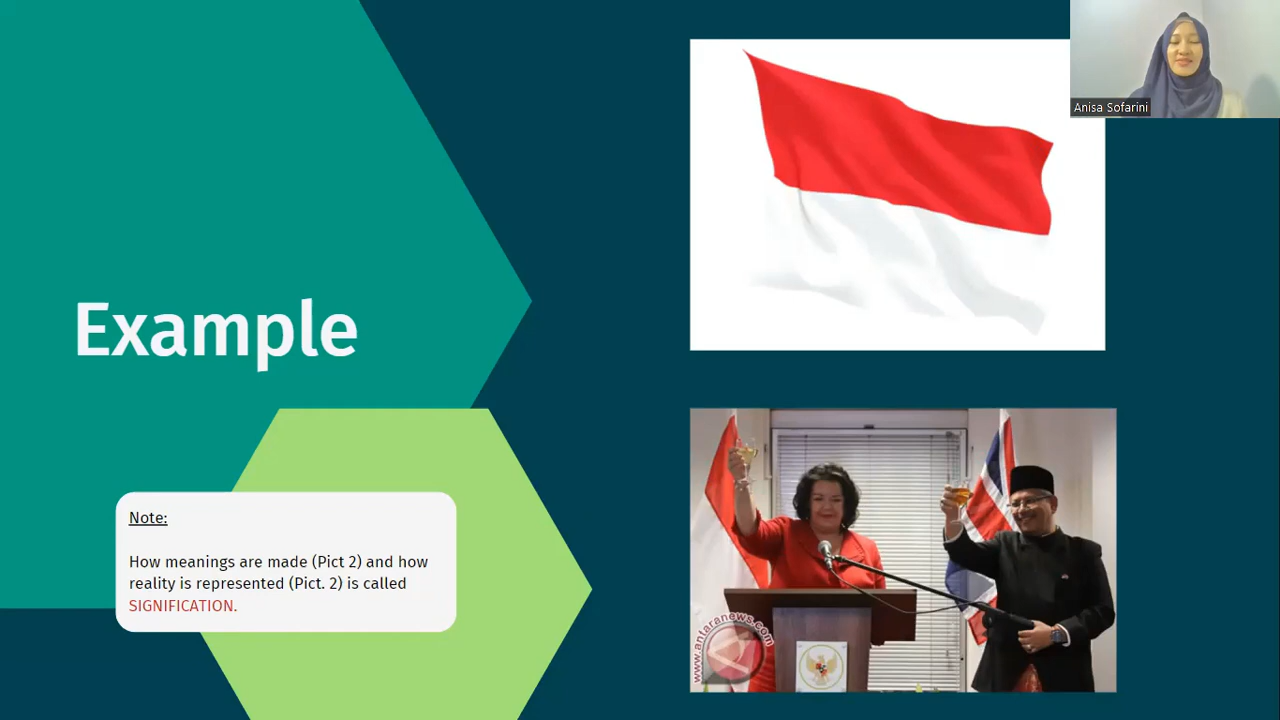 Anisa Sofarini
Example
Note:
How meanings are made (Pict 2) and how
reality is represented (Pict. 2) is called
SIGNIFICATION.
www.antaranews.com